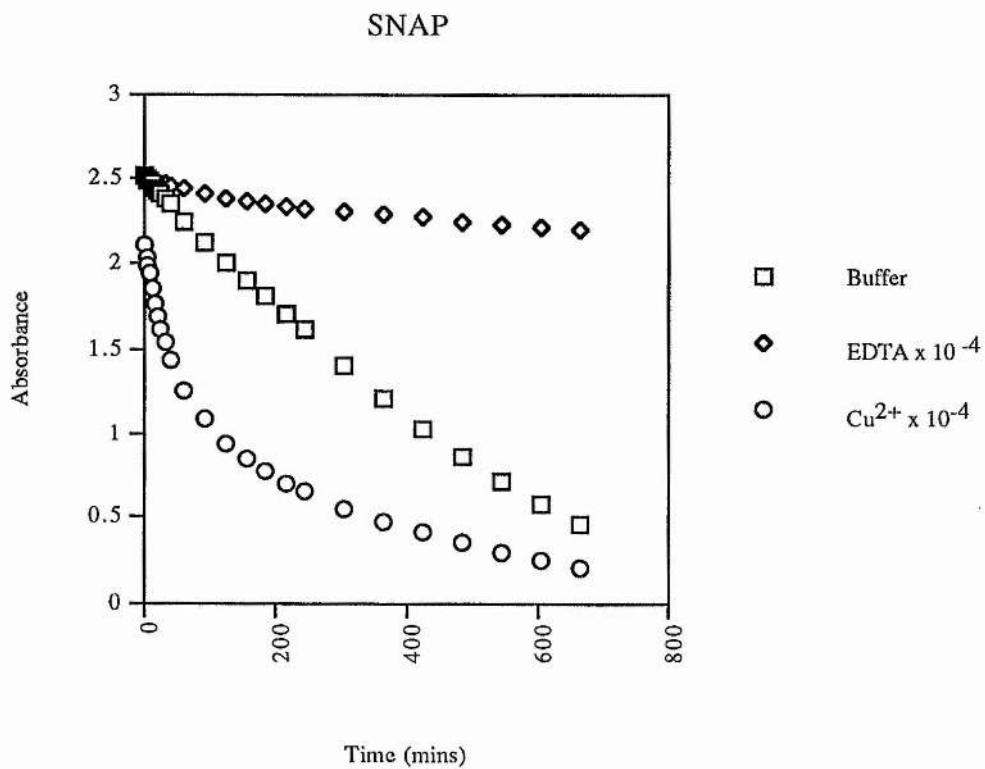 SNAP
3
2.5
2
1.5
1
0.5
0
0
200
400
600
800
Absorbance
Time (mins)
Buffer
EDTA x 10 -4
Cu2+ x 10-4